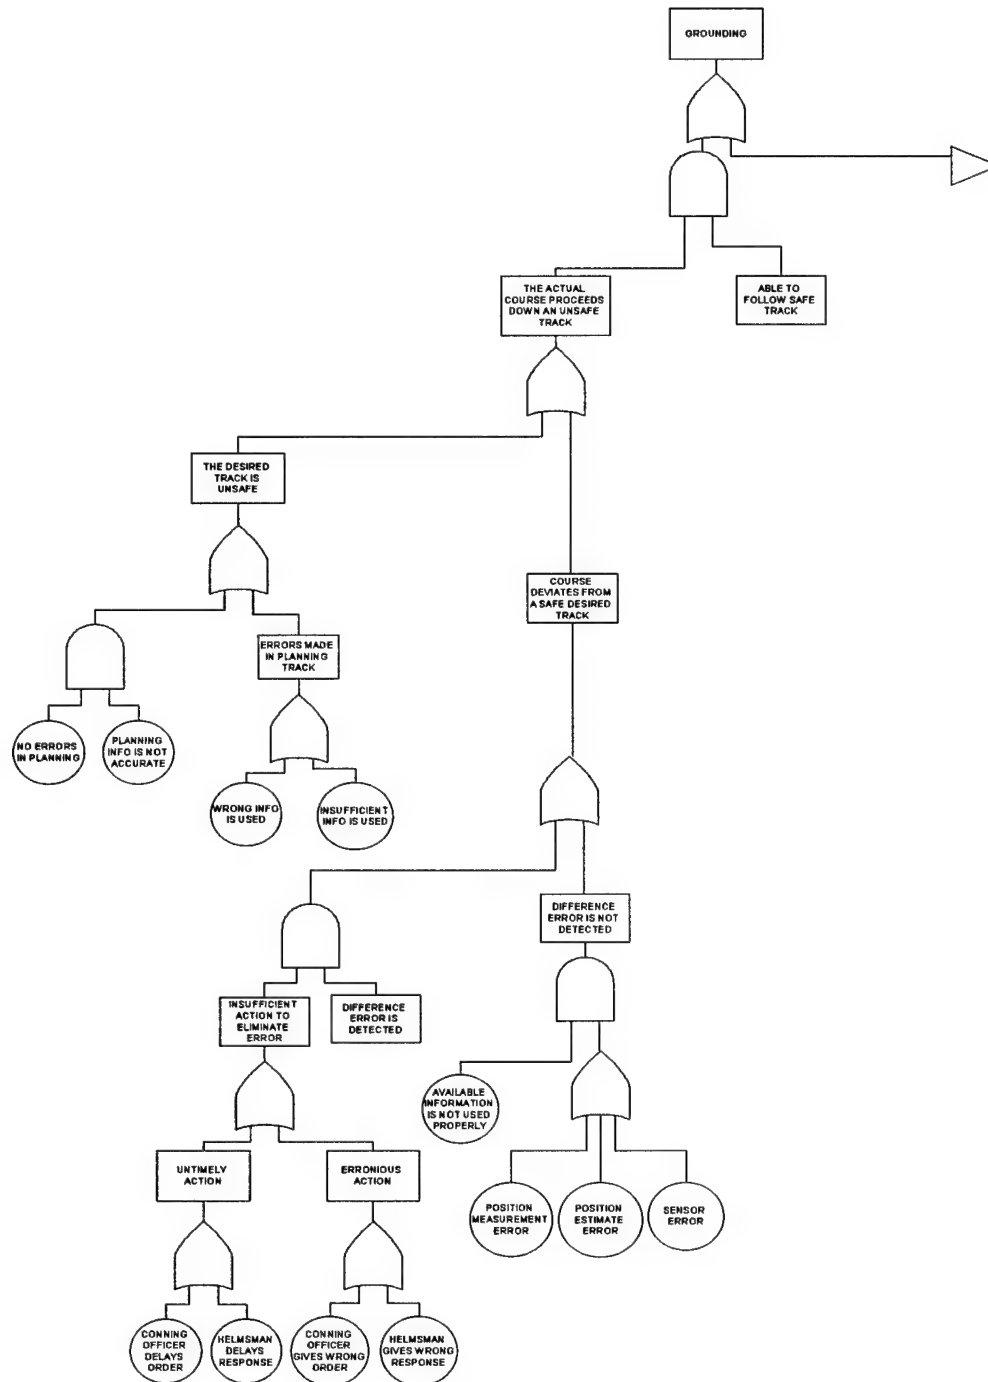 GROUNDING
THE ACTUAL
COURSE PROCEEDS
DOWN AN UNSAFE
TRACK
ABLE TO
FOLLOW SAFE
TRACK
THE DESIRED
TRACK IS
UNSAFE
COURSE
DEVIATES FROM
A SAFE DESIRED
TRACK
ERRORS MADE
IN PLANNING
TRACK
NO ERRORS
IN PLANNING
PLANNING
INFO IS NOT
ACCURATE
WRONG INFO
IS USED
INSUFFICIENT
INFO IS USED
DIFFERENCE
ERROR IS NOT
DETECTED
INSUFFICIENT
ACTION TO
ELIMINATE
ERROR
DIFFERENCE
ERROR IS
DETECTED
AVAILABLE
INFORMATION
IS NOT USED
PROPERLY
UNTIMELY
ACTION
ERRONIOUS
ACTION
POSITION
MEASUREMENT
ERROR
POSITION
ESTIMATE
ERROR
SENSOR
ERROR
CONNING
OFFICER
DELAYS
ORDER
HELMSMAN
DELAYS
RESPONSE
CONNING
OFFICER
GIVES WRONG
ORDER
HELMSMAN
GIVES WRONG
RESPONSE